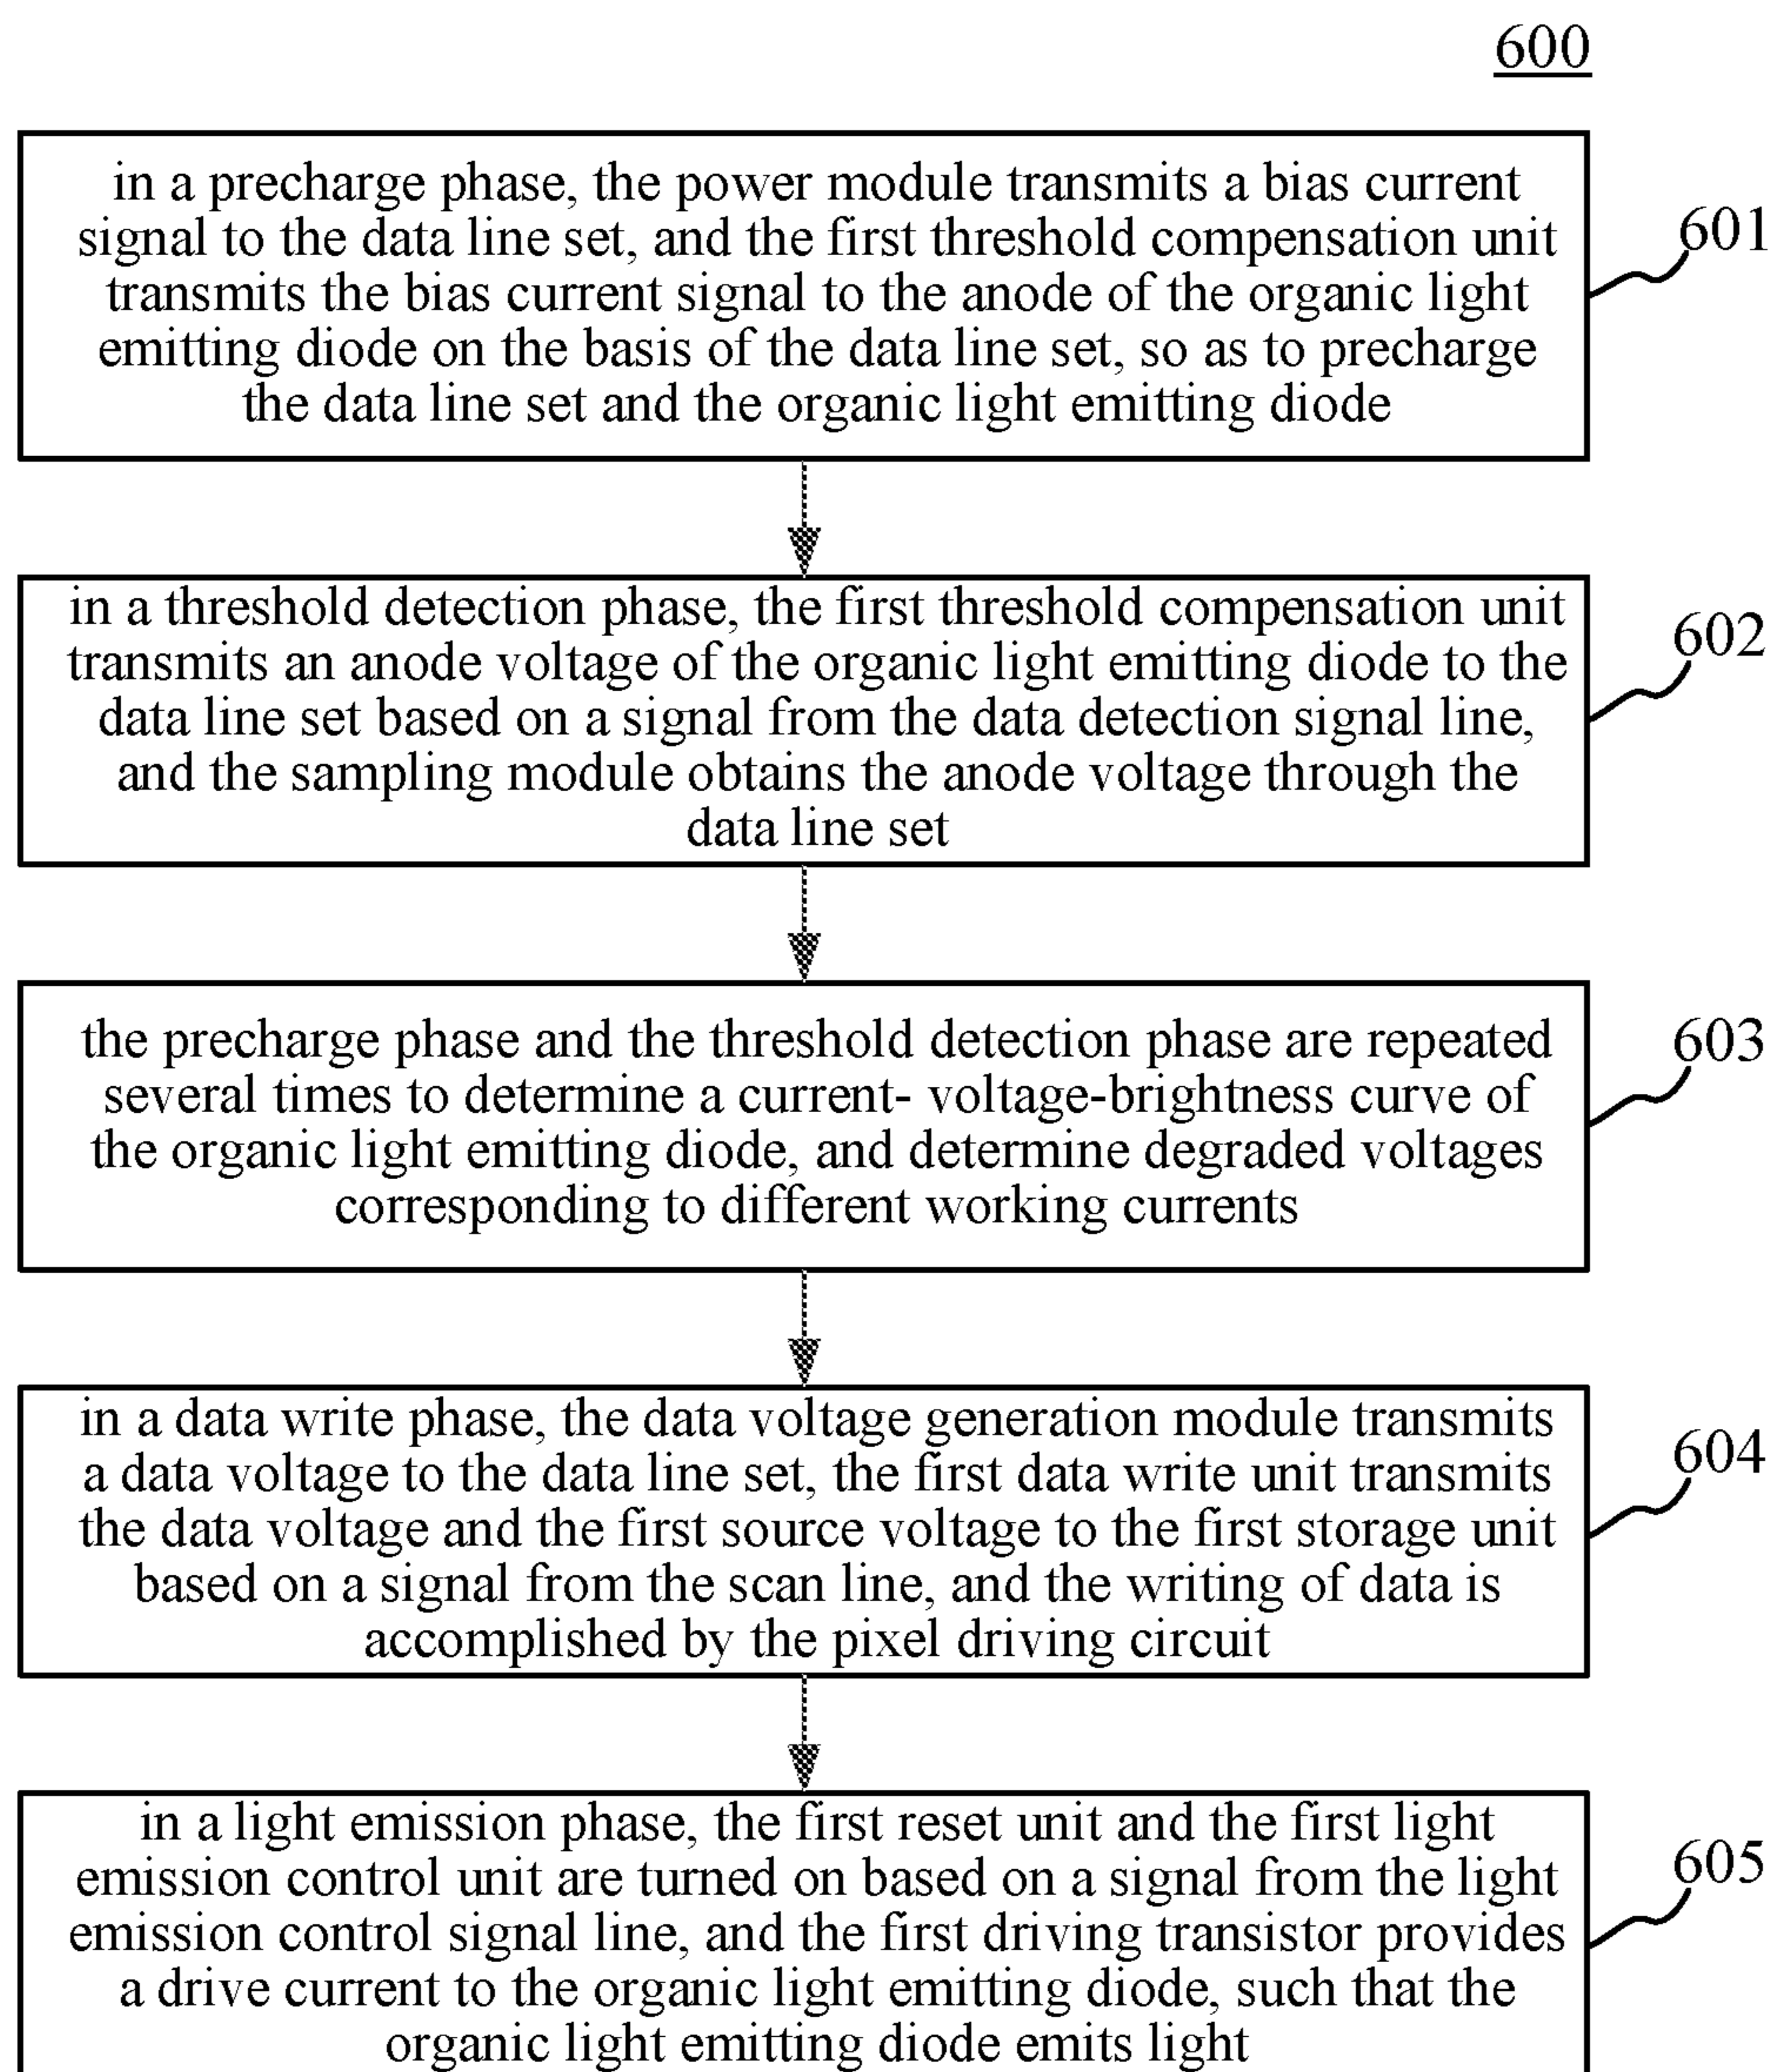 600
in a precharge phase, the power module transmits a bias current
signal to the data line set, and the first threshold compensation unit
transmits the bias current signal to the anode of the organic light
emitting diode on the basis of the data line set, so as to precharge
the data line set and the organic light emitting diode
601
in a threshold detection phase, the first threshold compensation unit
transmits an anode voltage of the organic light emitting diode to the
data line set based on a signal from the data detection signal line,
and the sampling module obtains the anode voltage through the
data line set
602
the precharge phase and the threshold detection phase are repeated
several times to determine a current- voltage-brightness curve of
the organic light emitting diode, and determine degraded voltages
corresponding to different working currents
603
in a data write phase, the data voltage generation module transmits
a data voltage to the data line set, the first data write unit transmits
the data voltage and the first source voltage to the first storage unit
based on a signal from the scan line, and the writing of data is
accomplished by the pixel driving circuit
604
in a light emission phase, the first reset unit and the first light
emission control unit are turned on based on a signal from the light
emission control signal line, and the first driving transistor provides
a drive current to the organic light emitting diode, such that the
organic light emitting diode emits light
605